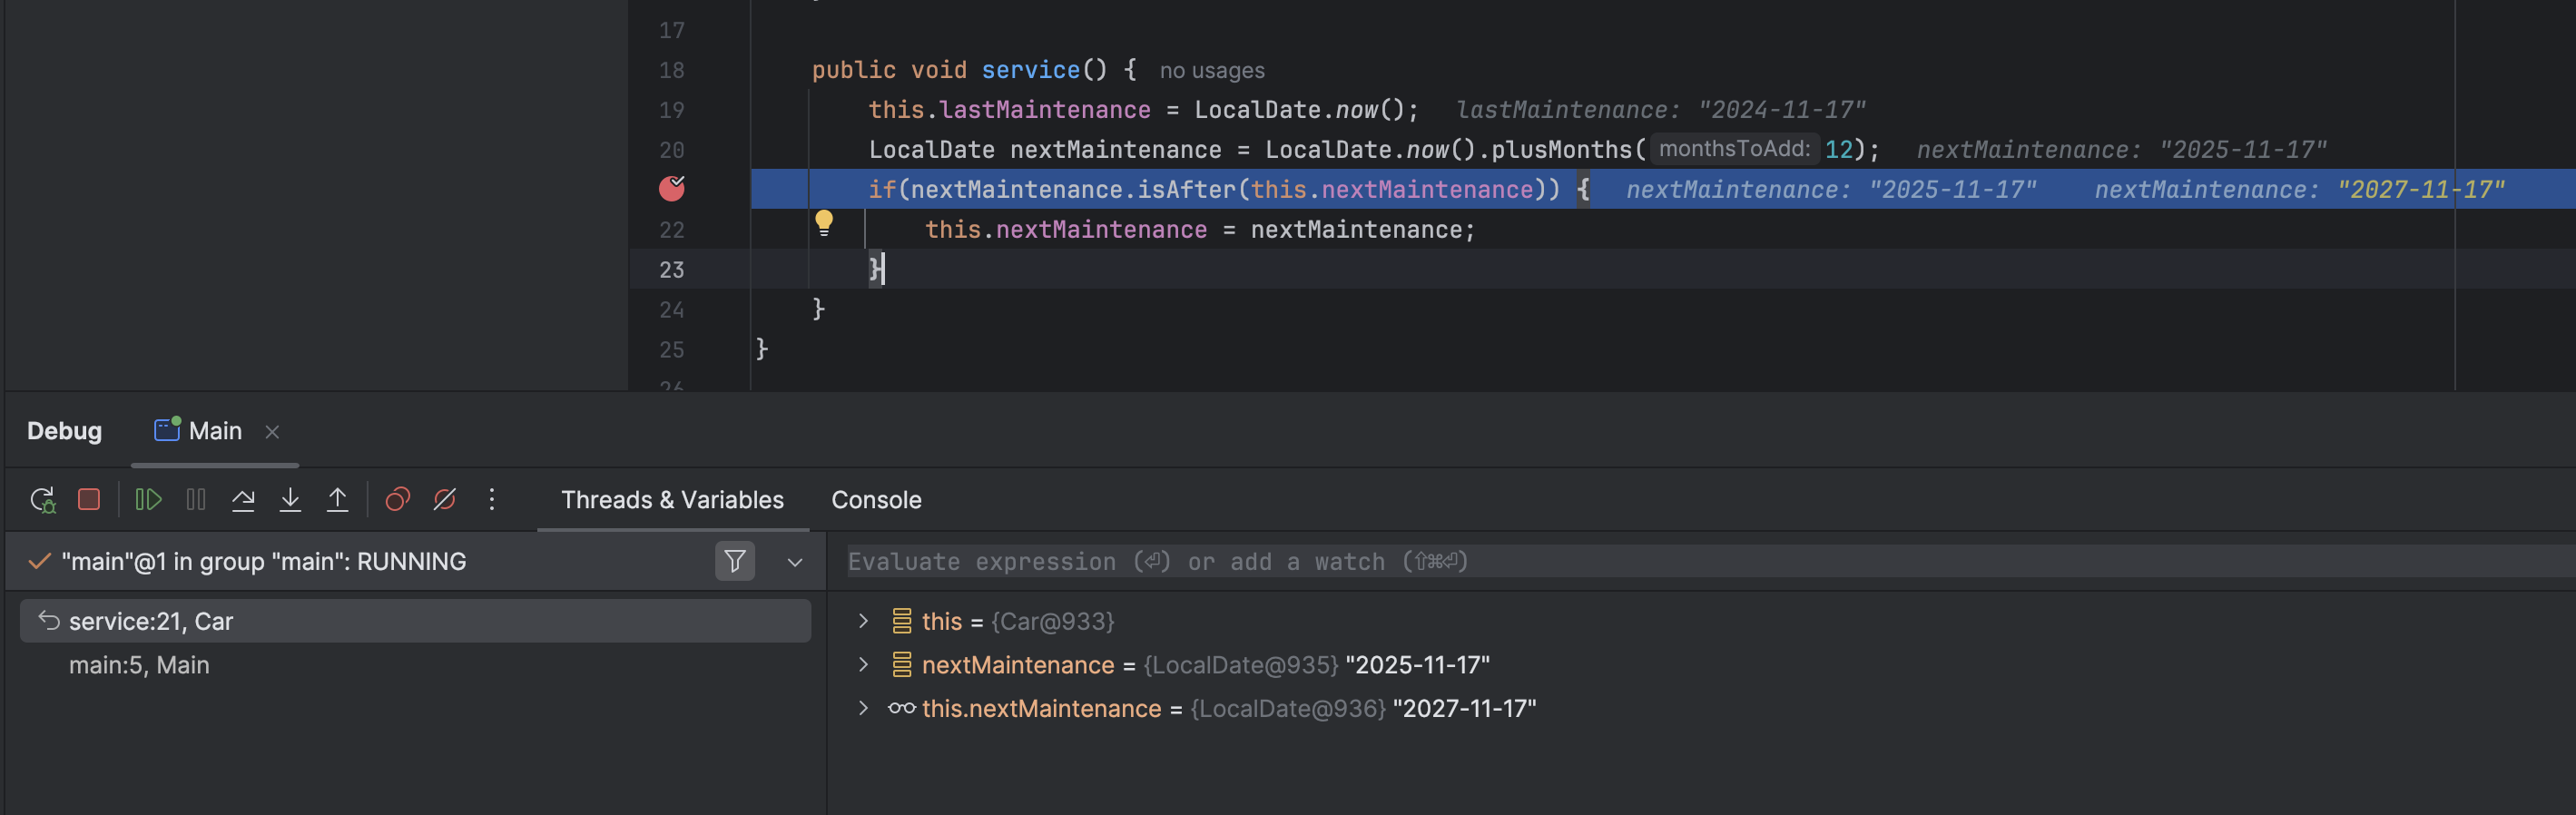 17
18 public void service() { no usages
19 this.lastMaintenance = LocalDate.now(); lastMaintenance: "2024-11-17"
20 LocalDate nextMaintenance = LocalDate.now().plusMonths( monthsToAdd: 12); nextMaintenance: "2025-11-17"
if(nextMaintenance.isAfter(this.nextMaintenance)) { nextMaintenance: "2025-11-17" nextMaintenance: "2027-11-17"
22 this.nextMaintenance = nextMaintenance;
23 }
24 }
25 }
26
Debug Main
Threads & Variables Console
"main"@1 in group "main": RUNNING
Evaluate expression (⏎) or add a watch (⇧⌘⏎)
service:21, Car
main:5, Main
this = {Car@933}
nextMaintenance = {LocalDate@935} "2025-11-17"
this.nextMaintenance = {LocalDate@936} "2027-11-17"